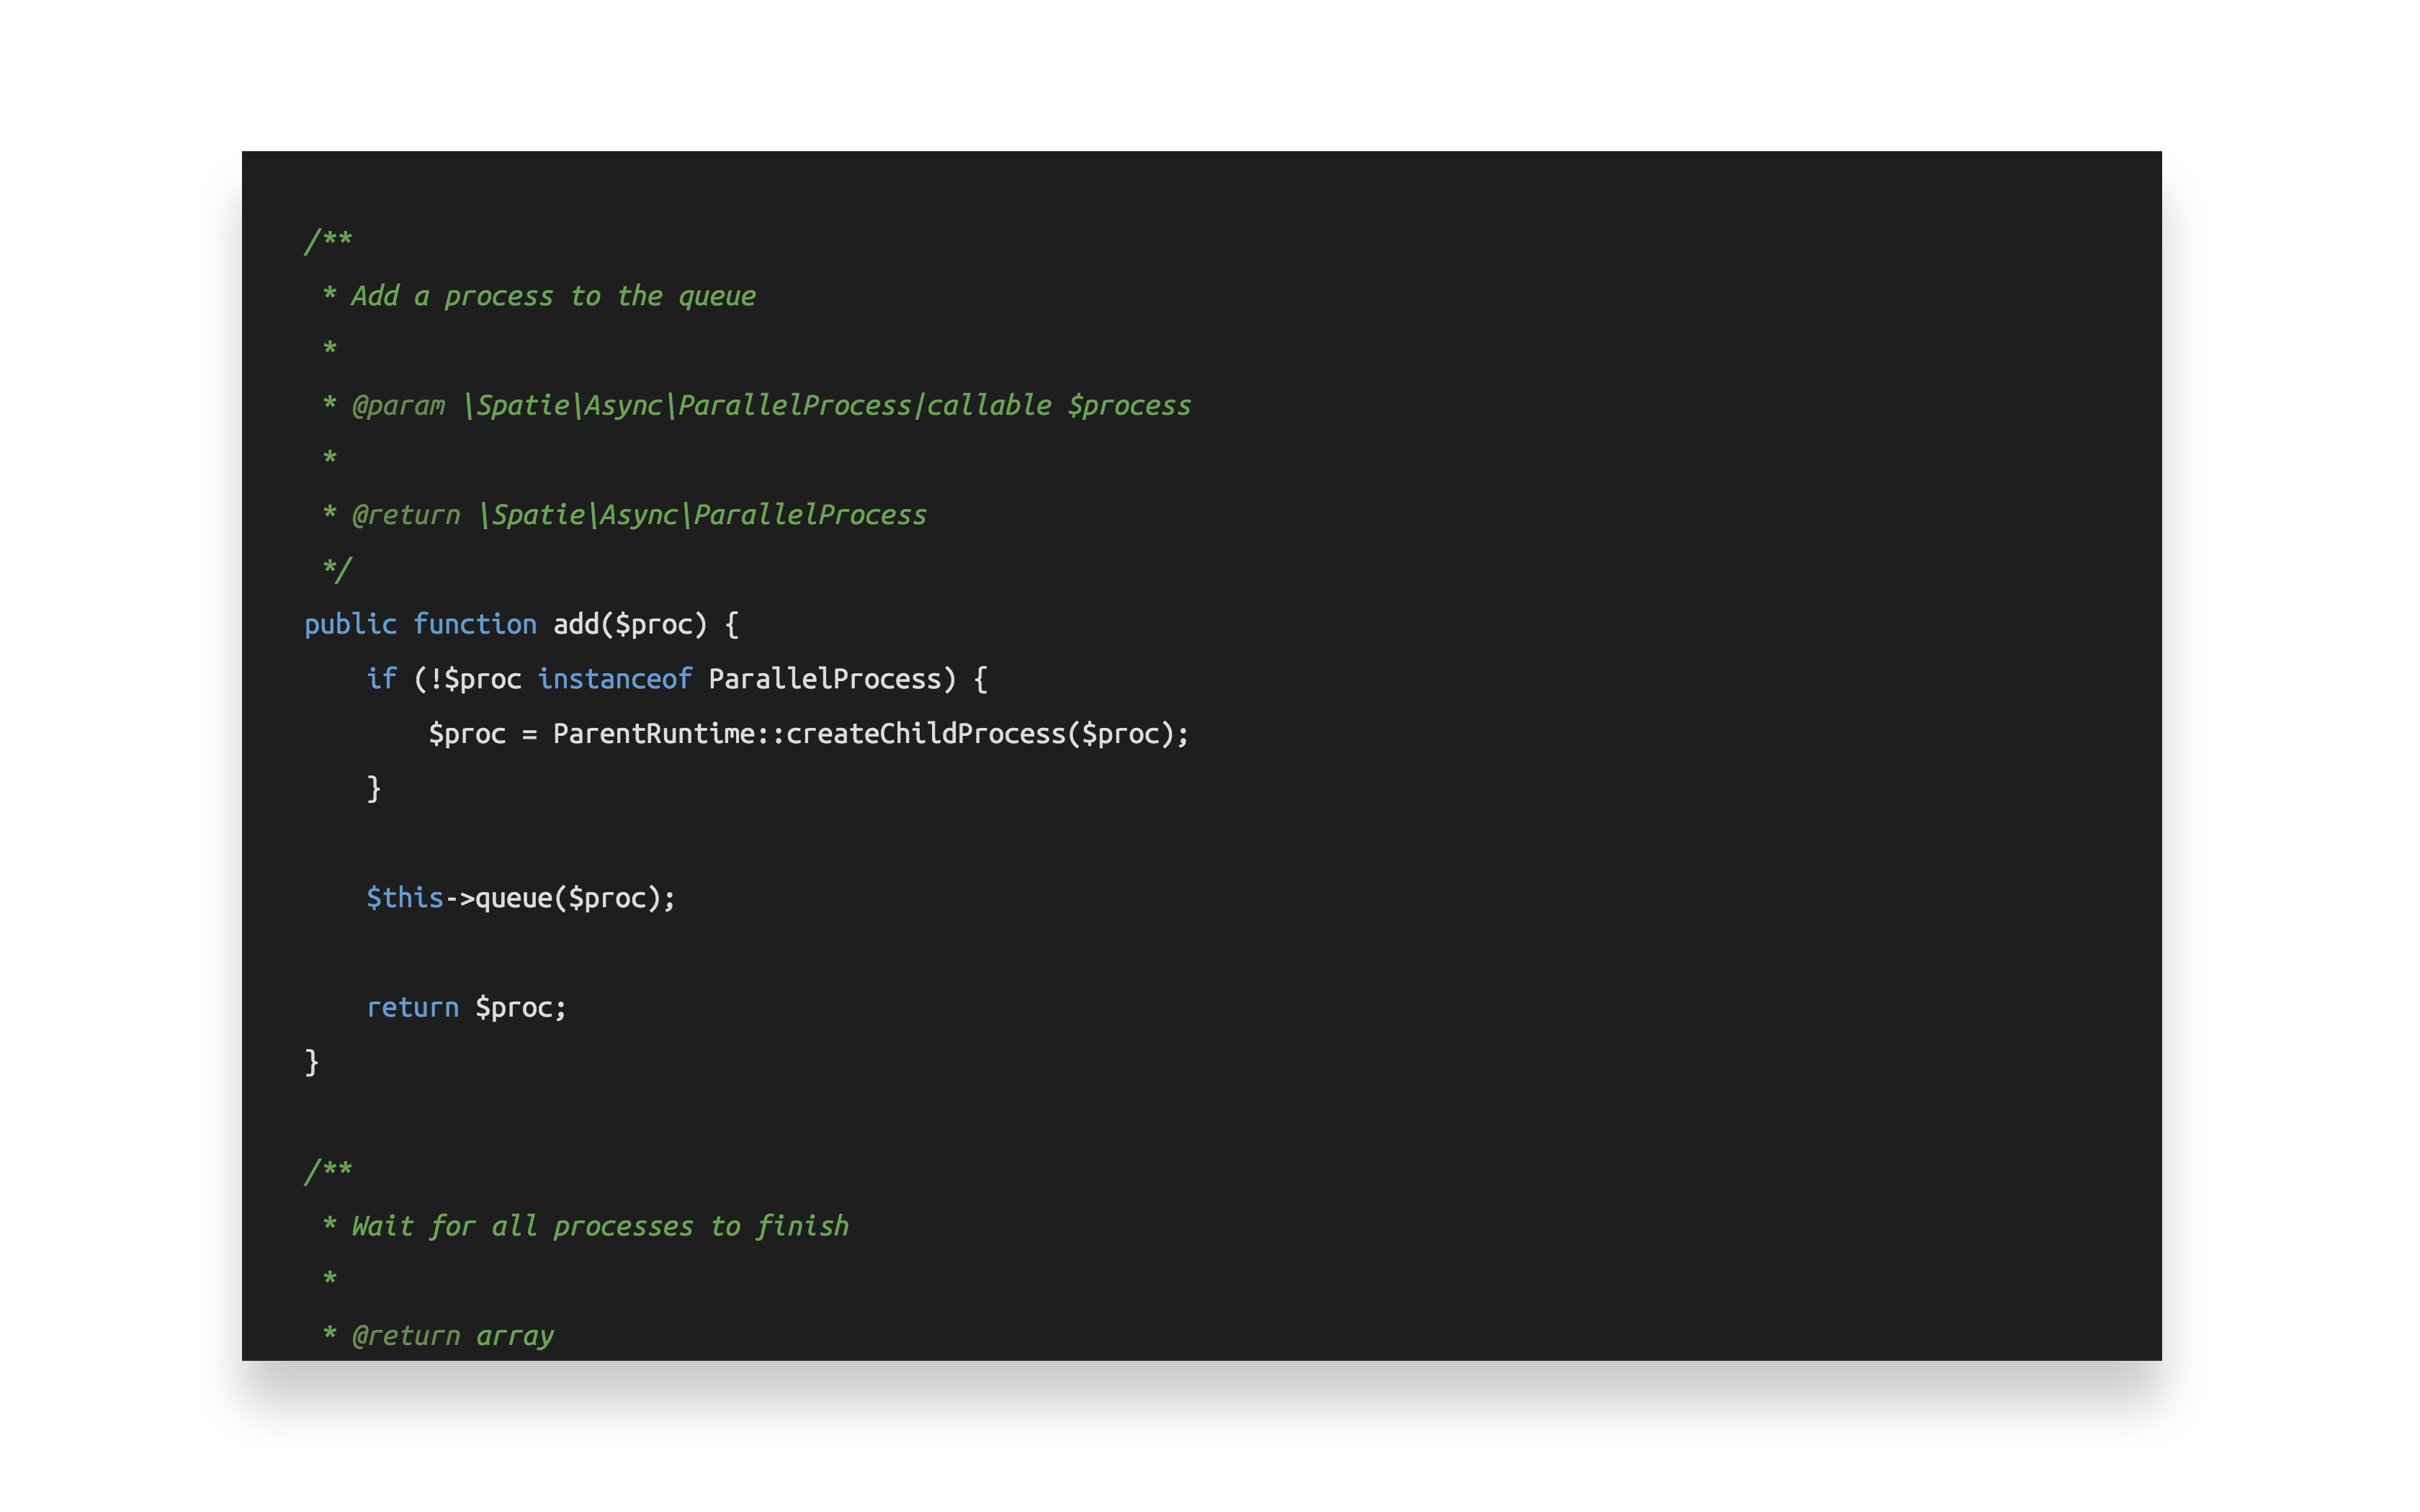 /**
 * Add a process to the queue
 *
 * @param \Spatie\Async\ParallelProcess|callable $process
 *
 * @return \Spatie\Async\ParallelProcess
 */
public function add($proc) {
    if (!$proc instanceof ParallelProcess) {
        $proc = ParentRuntime::createChildProcess($proc);
    }

    $this->queue($proc);

    return $proc;
}

/**
 * Wait for all processes to finish
 *
 * @return array